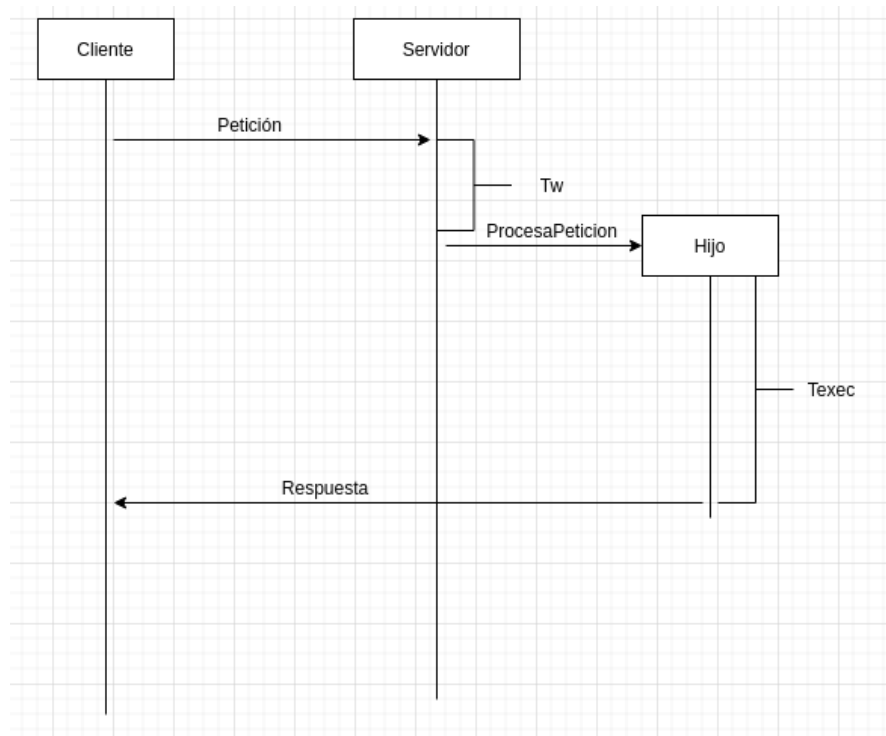 Cliente
Servidor
Petición
Tw
ProcesaPeticion
Hijo
Texec
Respuesta